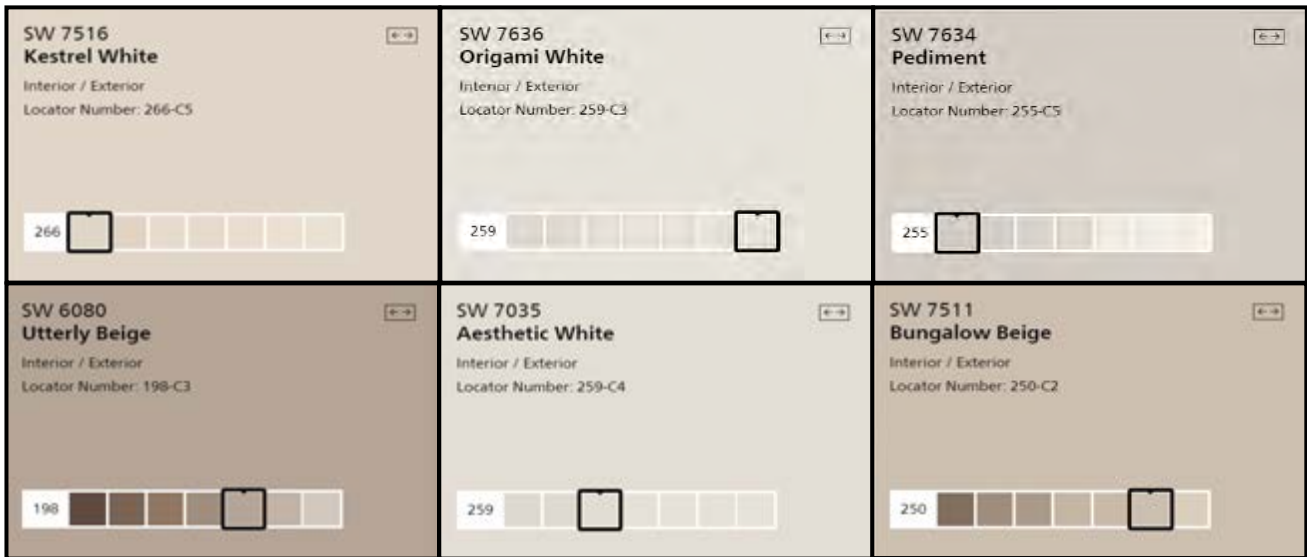 SW 7516
Kestrel White
Interior / Exterior
Locator Number: 266-C5
266
SW 7636
Origami White
Interior / Exterior
Locator Number: 259-C3
259
SW 7634
Pediment
Interior / Exterior
Locator Number: 255-C5
255
SW 6080
Utterly Beige
Interior / Exterior
Locator Number: 198-C3
198
SW 7035
Aesthetic White
Interior / Exterior
Locator Number: 259-C4
259
SW 7511
Bungalow Beige
Interior / Exterior
Locator Number: 250-C2
250